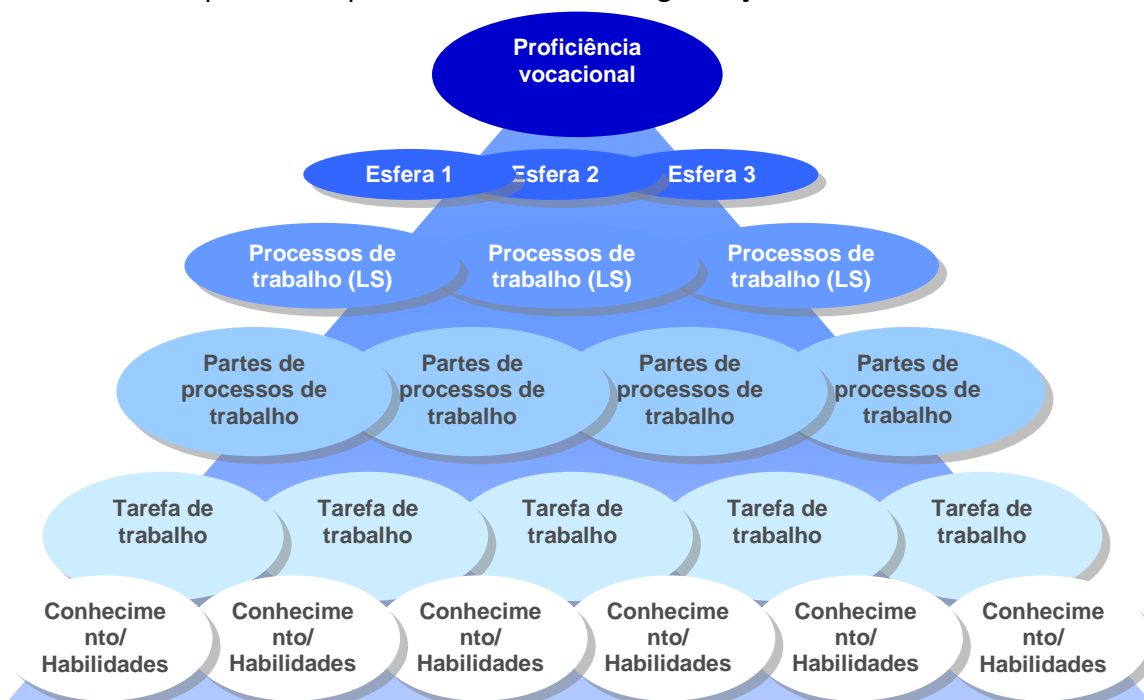 Proficiência
vocacional
Esfera 1
Esfera 2
Esfera 3
Processos de
trabalho (LS)
Processos de
trabalho (LS)
Processos de
trabalho (LS)
Partes de
processos de
trabalho
Partes de
processos de
trabalho
Partes de
processos de
trabalho
Partes de
processos de
trabalho
Tarefa de
trabalho
Tarefa de
trabalho
Tarefa de
trabalho
Tarefa de
trabalho
Tarefa de
trabalho
Conhecime
nto/
Habilidades
Conhecime
nto/
Habilidades
Conhecime
nto/
Habilidades
Conhecime
nto/
Habilidades
Conhecime
nto/
Habilidades
Conhecime
nto/
Habilidades